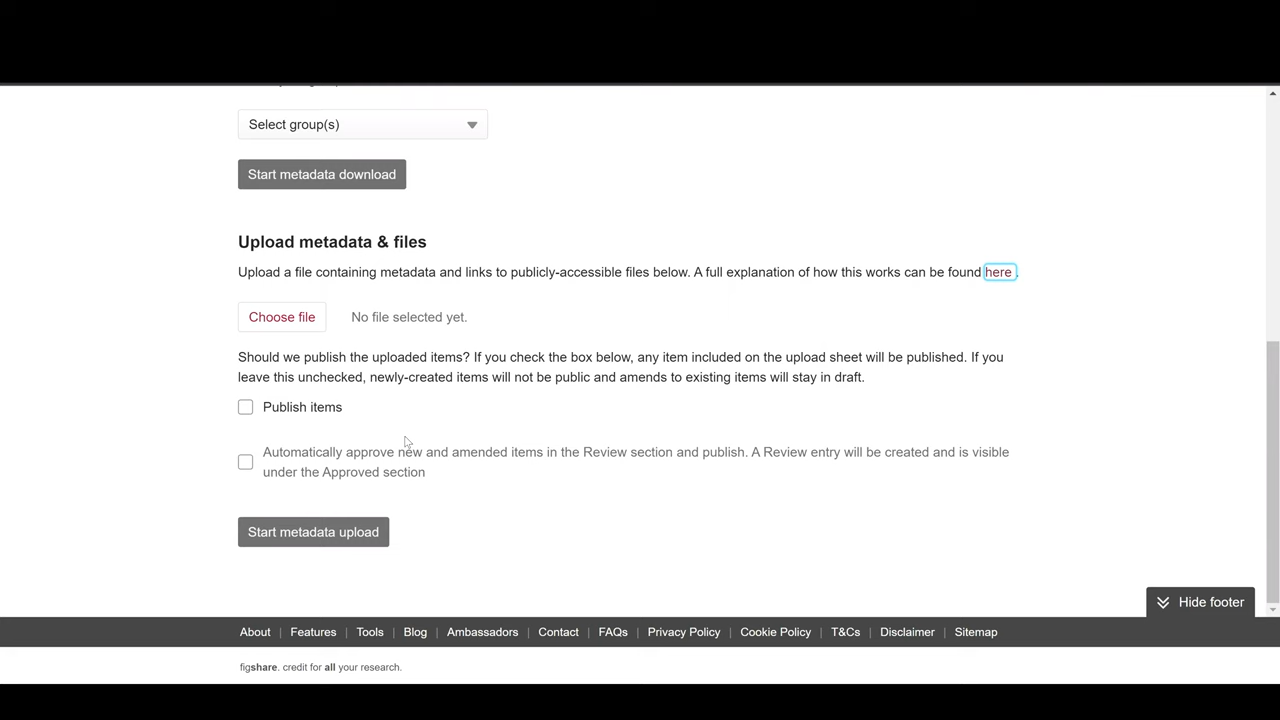 Select group(s)
Start metadata download
Upload metadata & files
Upload a file containing metadata and links to publicly-accessible files below. A full explanation of how this works can be found here .
Choose file No file selected yet.
Should we publish the uploaded items? If you check the box below, any item included on the upload sheet will be published. If you
leave this unchecked, newly-created items will not be public and amends to existing items will stay in draft.
Publish items
Automatically approve new and amended items in the Review section and publish. A Review entry will be created and is visible
under the Approved section
Start metadata upload
Hide footer
About | Features | Tools | Blog | Ambassadors | Contact | FAQs | Privacy Policy | Cookie Policy | T&Cs | Disclaimer | Sitemap
figshare. credit for all your research.